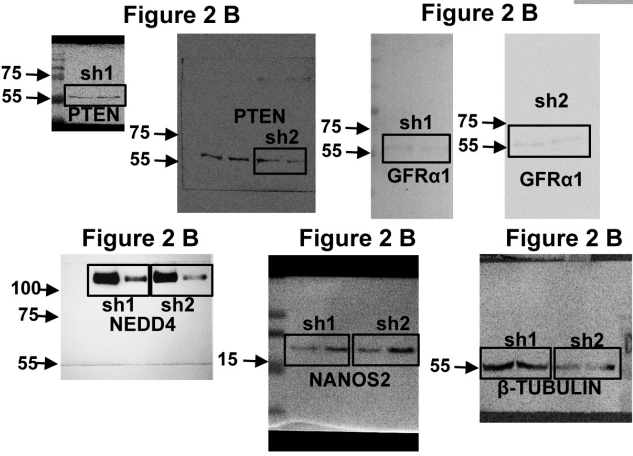 Figure 2 B
Figure 2 B
75
55
sh1
PTEN
75
55
PTEN
sh2
75
55
sh1
GFRα1
75
55
sh2
GFRα1
Figure 2 B
Figure 2 B
Figure 2 B
100
75
55
sh1 sh2
NEDD4
15
sh1 sh2
NANOS2
55
sh1 sh2
β-TUBULIN